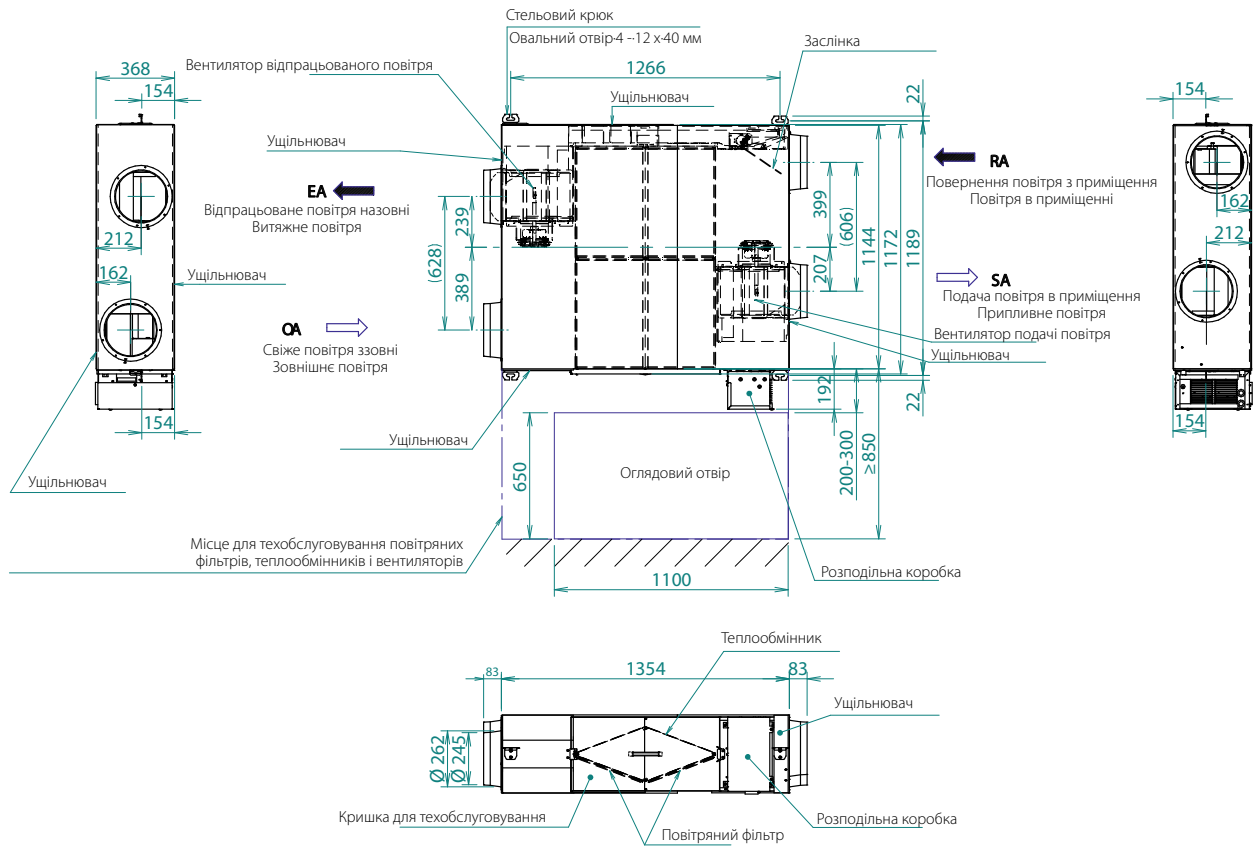 Стельовий крюк
Овальний отвір·4 -·12 х·40 мм
Заслінка
Вентилятор відпрацьованого повітря
368
154
1266
22
154
Ущільнювач
Ущільнювач
EA
Відпрацьоване повітря назовні
Витяжне повітря
RA
Повернення повітря з приміщення
Повітря в приміщенні
162
212
212
162
239
(628)
389
399
(606)
207
1144
1172
1189
Ущільнювач
SA
Подача повітря в приміщення
Припливне повітря
Вентилятор подачі повітря
Ущільнювач
OA
Свіже повітря ззовні
Зовнішнє повітря
192
22
154
154
Ущільнювач
200-300
≥850
650
Оглядовий отвір
Ущільнювач
Місце для техобслуговування повітряних
фільтрів, теплообмінників і вентиляторів
Розподільна коробка
1100
Теплообмінник
83
1354
83
Ущільнювач
Ø 262
Ø 245
Кришка для техобслуговування
Повітряний фільтр
Розподільна коробка